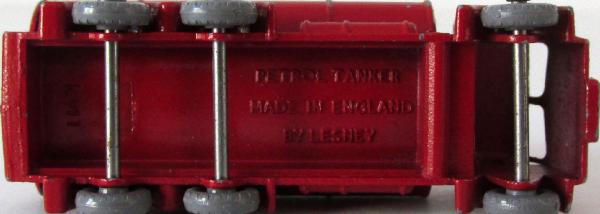 PETROL TANKER
MADE IN ENGLAND
BY LESNEY